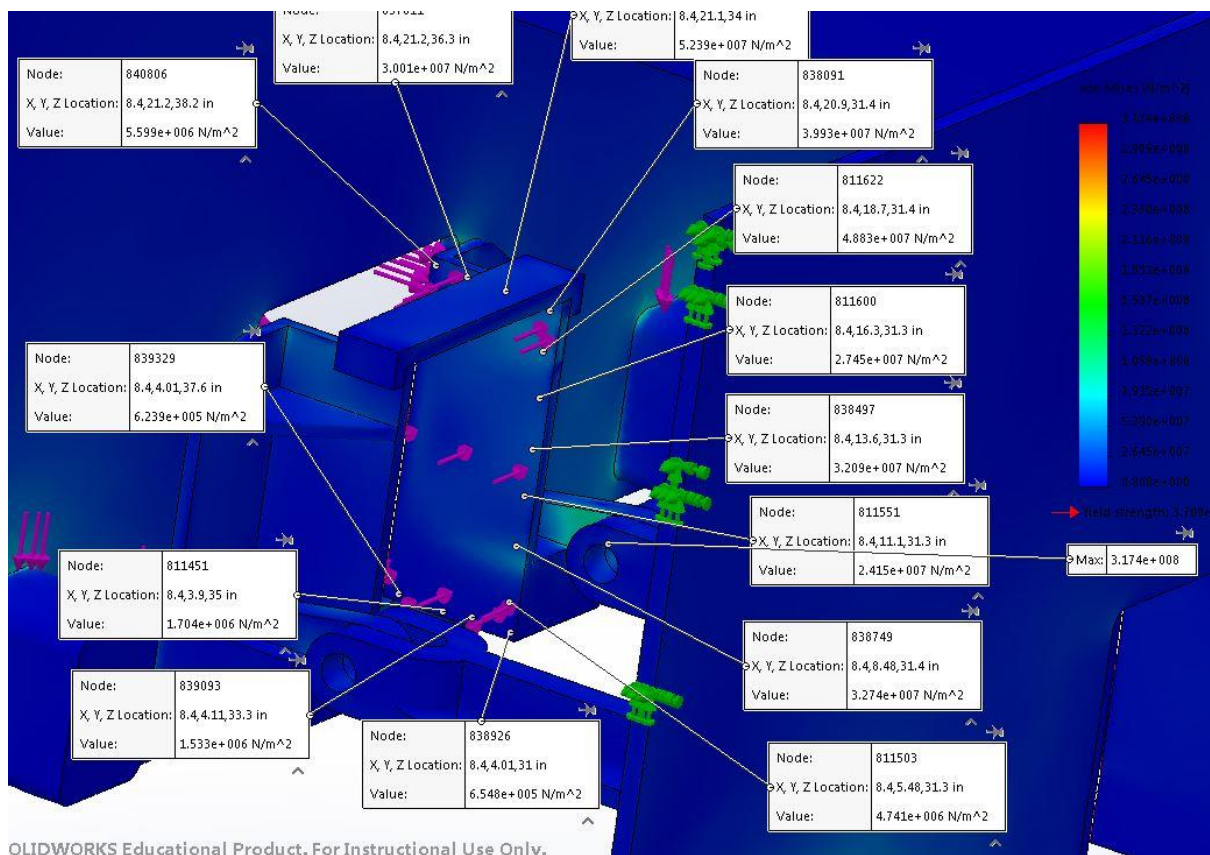 X, Y, Z Location: 8.4,21.2,36.3 in
Value: 3.001e+007 N/m^2
X, Y, Z Location: 8.4,21.1,34 in
Value: 5.239e+007 N/m^2
Node: 840806
X, Y, Z Location: 8.4,21.2,38.2 in
Value: 5.599e+006 N/m^2
Node: 838091
X, Y, Z Location: 8.4,20.9,31.4 in
Value: 3.993e+007 N/m^2
Node: 811622
X, Y, Z Location: 8.4,18.7,31.4 in
Value: 4.883e+007 N/m^2
Node: 811600
X, Y, Z Location: 8.4,16.3,31.3 in
Value: 2.745e+007 N/m^2
Node: 839329
X, Y, Z Location: 8.4,4.01,37.6 in
Value: 6.239e+005 N/m^2
Node: 838497
X, Y, Z Location: 8.4,13.6,31.3 in
Value: 3.209e+007 N/m^2
Node: 811551
X, Y, Z Location: 8.4,11.1,31.3 in
Value: 2.415e+007 N/m^2
Max: 3.174e+008
Node: 811451
X, Y, Z Location: 8.4,3.9,35 in
Value: 1.704e+006 N/m^2
Node: 838749
X, Y, Z Location: 8.4,8.48,31.4 in
Value: 3.274e+007 N/m^2
Node: 839093
X, Y, Z Location: 8.4,4.11,33.3 in
Value: 1.533e+006 N/m^2
Node: 838926
X, Y, Z Location: 8.4,4.01,31 in
Value: 6.548e+005 N/m^2
Node: 811503
X, Y, Z Location: 8.4,5.48,31.3 in
Value: 4.741e+006 N/m^2
2.645e+008
2.116e+008
2.645e+007
Yield strength:
OLIDWORKS Educational Product. For Instructional Use Only.